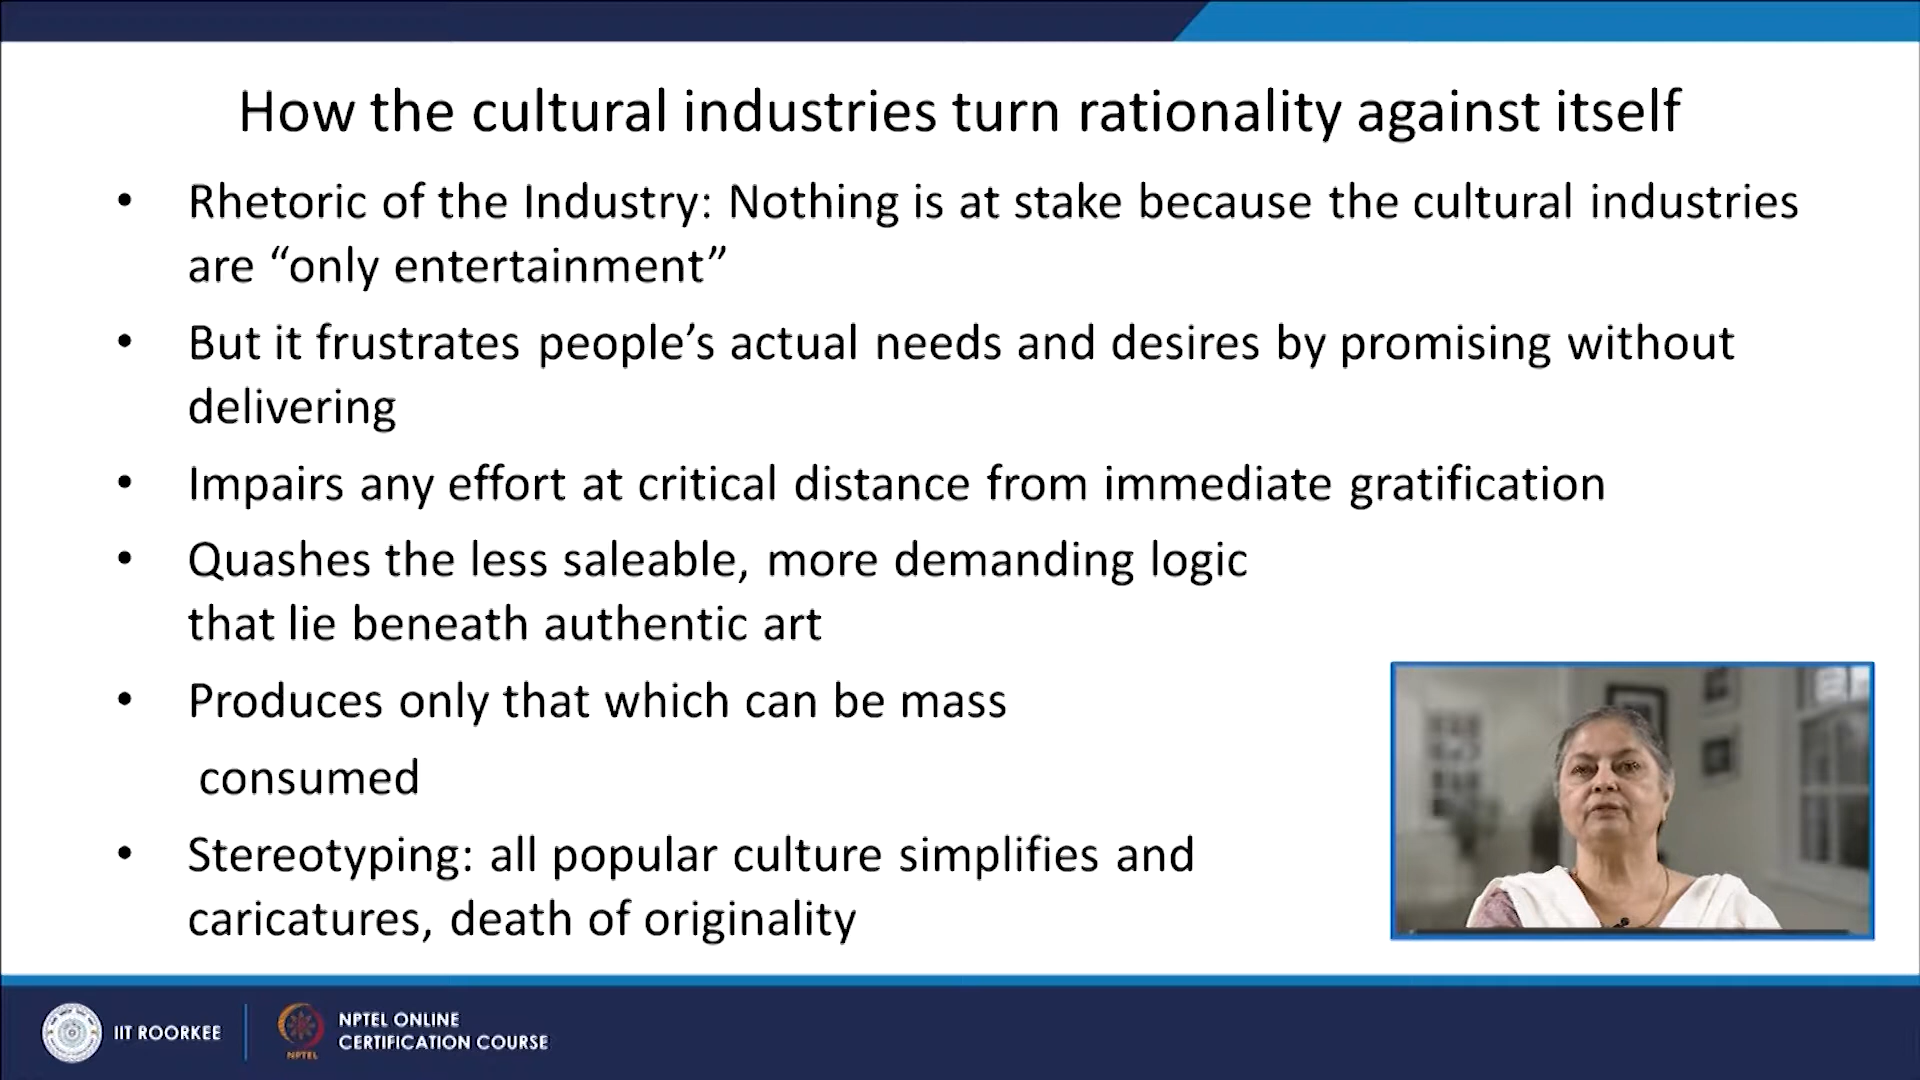 How the cultural industries turn rationality against itself
• Rhetoric of the Industry: Nothing is at stake because the cultural industries
are “only entertainment”
• But it frustrates people’s actual needs and desires by promising without
delivering
• Impairs any effort at critical distance from immediate gratification
• Quashes the less saleable, more demanding logic
that lie beneath authentic art
• Produces only that which can be mass
consumed
• Stereotyping: all popular culture simplifies and
caricatures, death of originality
IIT ROORKEE
NPTEL
NPTEL ONLINE
CERTIFICATION COURSE